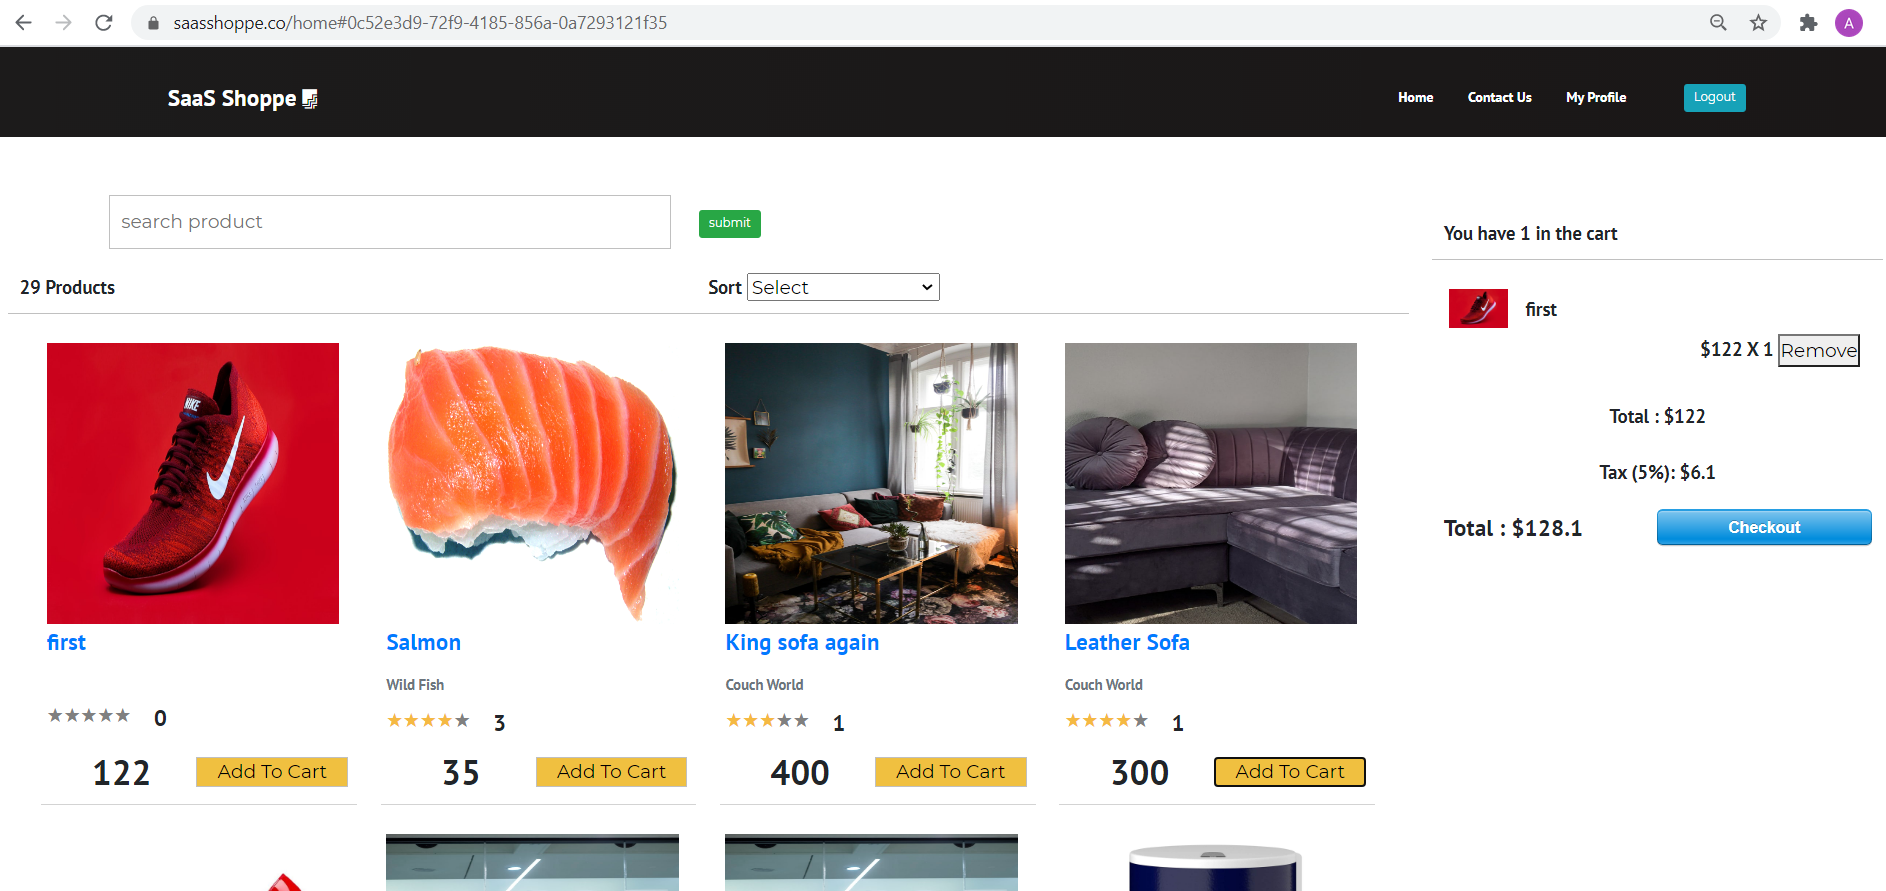 saasshoppe.co/home#0c52e3d9-72f9-4185-856a-0a7293121f35
A
SaaS Shoppe
Home
Contact Us
My Profile
Logout
search product
submit
29 Products
Sort Select
NIKE
first
0
122
Add To Cart
Salmon
Wild Fish
3
35
Add To Cart
King sofa again
Couch World
1
400
Add To Cart
Leather Sofa
Couch World
1
300
Add To Cart
You have 1 in the cart
first
$122 X 1 Remove
Total : $122
Tax (5%): $6.1
Total : $128.1
Checkout